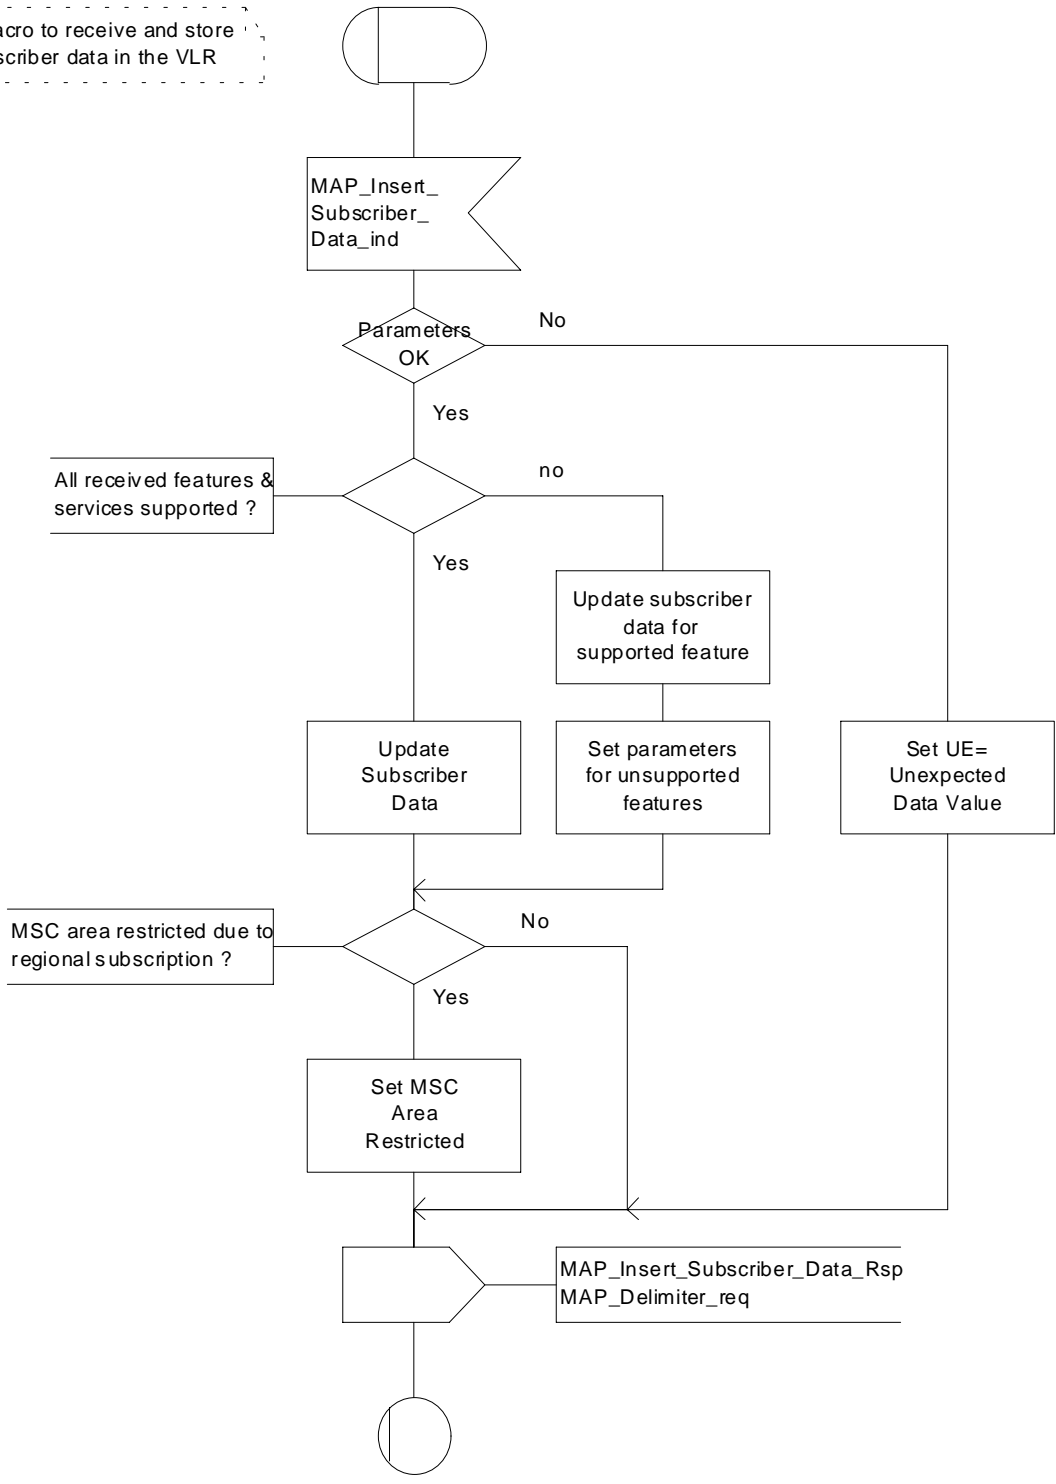 acro to receive and store
scriber data in the VLR
MAP_Insert_
Subscriber_
Data_ind
Parameters
OK
No
Yes
All received features &
services supported ?
no
Yes
Update subscriber
data for
supported feature
Update
Subscriber
Data
Set parameters
for unsupported
features
Set UE=
Unexpected
Data Value
MSC area restricted due to
regional subscription ?
No
Yes
Set MSC
Area
Restricted
MAP_Insert_Subscriber_Data_Rsp
MAP_Delimiter_req